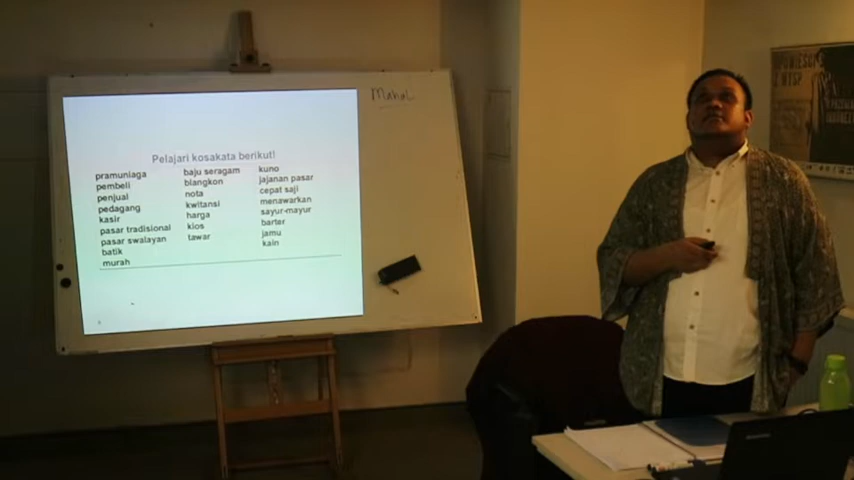 Mahal
Pelajari kosakata berikut!
pramuniaga
pembeli
penjual
pedagang
kasir
pasar tradisional
pasar swalayan
batik
murah
baju seragam
blangkon
nota
kwitansi
harga
kios
tawar
kuno
jajanan pasar
cepat saji
menawarkan
sayur-mayur
barter
jamu
kain